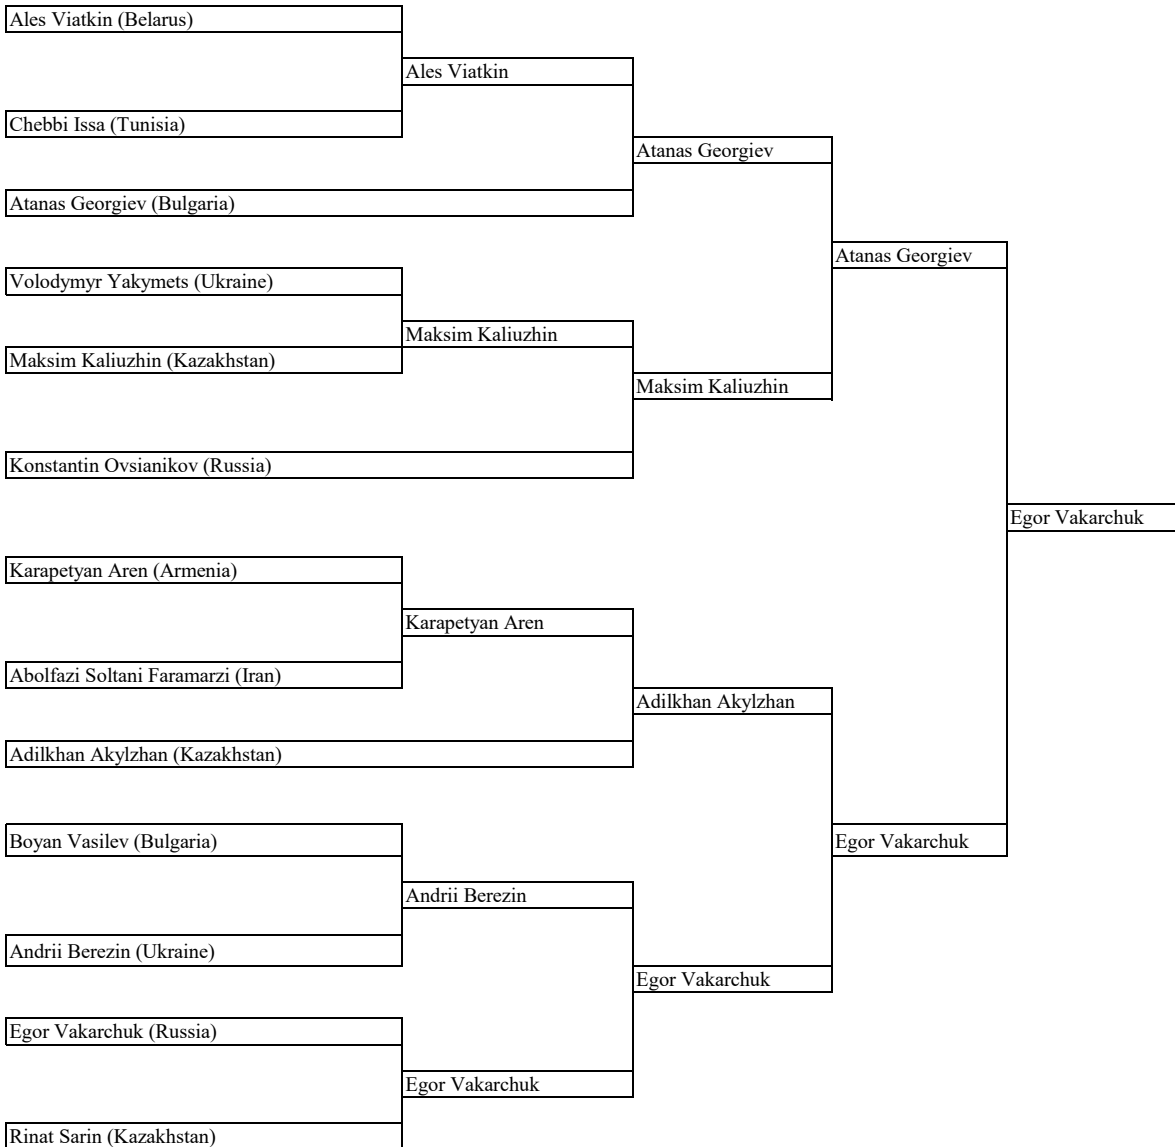 Ales Viatkin (Belarus)
Ales Viatkin
Chebbi Issa (Tunisia)
Atanas Georgiev
Atanas Georgiev (Bulgaria)
Atanas Georgiev
Volodymyr Yakymets (Ukraine)
Maksim Kaliuzhin
Maksim Kaliuzhin (Kazakhstan)
Maksim Kaliuzhin
Konstantin Ovsianikov (Russia)
Egor Vakarchuk
Karapetyan Aren (Armenia)
Karapetyan Aren
Abolfazi Soltani Faramarzi (Iran)
Adilkhan Akylzhan
Adilkhan Akylzhan (Kazakhstan)
Boyan Vasilev (Bulgaria)
Egor Vakarchuk
Andrii Berezin
Andrii Berezin (Ukraine)
Egor Vakarchuk
Egor Vakarchuk (Russia)
Egor Vakarchuk
Rinat Sarin (Kazakhstan)